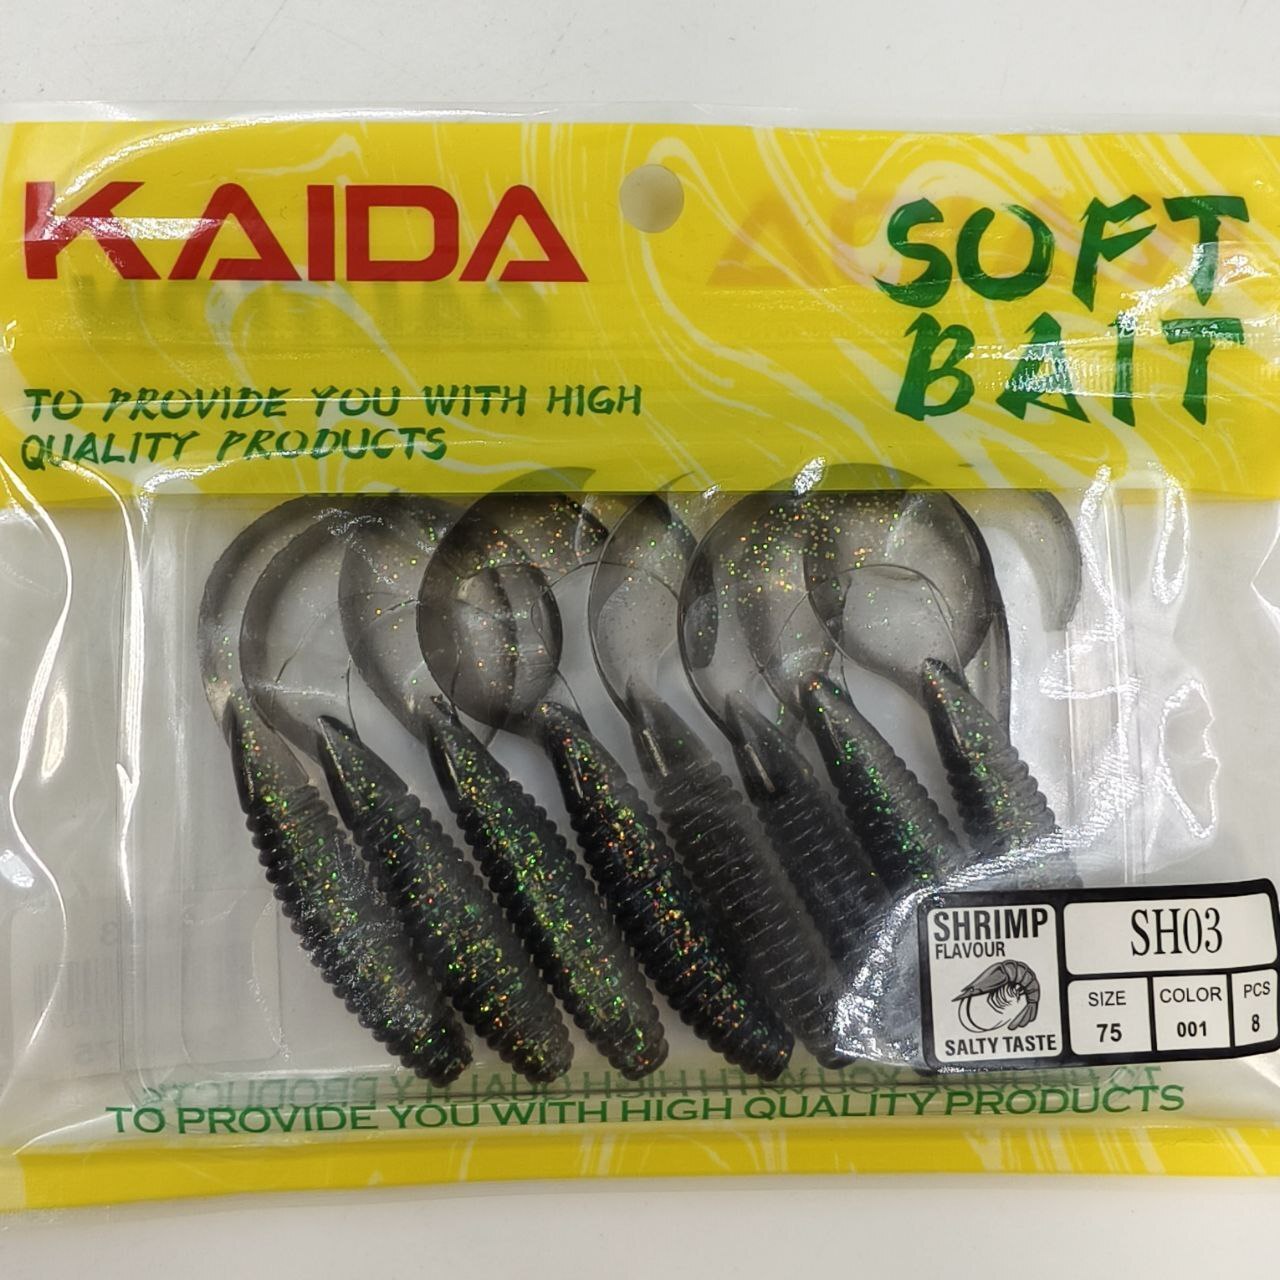 KAIDA
SOFT
BAIT
TO PROVIDE YOU WITH HIGH
QUALITY PRODUCTS
SHRIMP
FLAVOUR
SALTY TASTE
SH03
SIZE
75
COLOR
001
PCS
8
TO PROVIDE YOU WITH HIGH QUALITY PRODUCTS